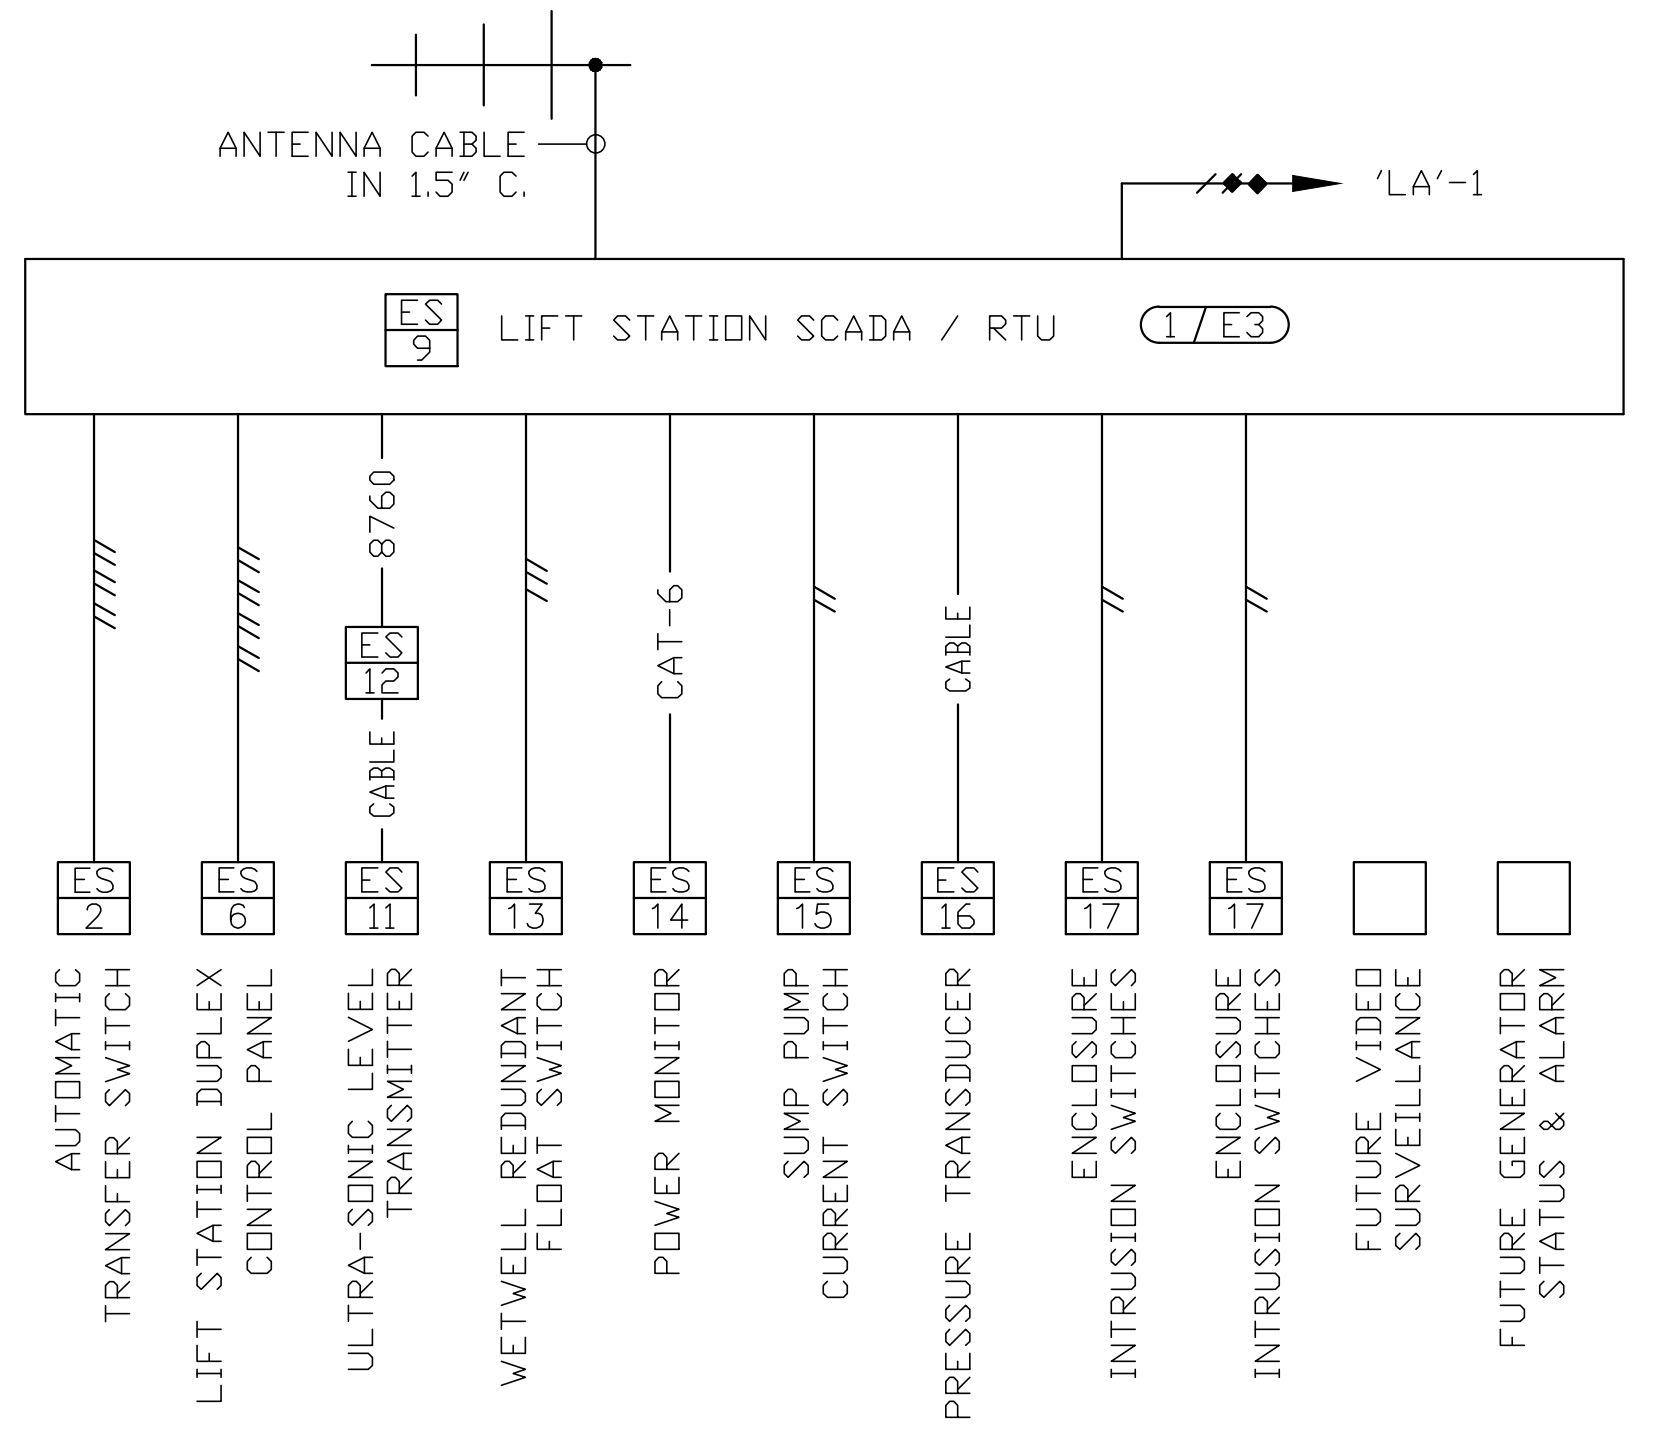 ANTENNA CABLE
IN 1.5" C.
'LA'-1
ES
9
LIFT STATION SCADA / RTU
1 / E3
8760
ES
12
CABLE
CAT-6
CABLE
ES
2
ES
6
ES
11
ES
13
ES
14
ES
15
ES
16
ES
17
ES
17
AUTOMATIC
TRANSFER SWITCH
LIFT STATION DUPLEX
CONTROL PANEL
ULTRA-SONIC LEVEL
TRANSMITTER
WETWELL REDUNDANT
FLOAT SWITCH
POWER MONITOR
SUMP PUMP
CURRENT SWITCH
PRESSURE TRANSDUCER
ENCLOSURE
INTRUSION SWITCHES
ENCLOSURE
INTRUSION SWITCHES
FUTURE VIDEO
SURVEILLANCE
FUTURE GENERATOR
STATUS & ALARM